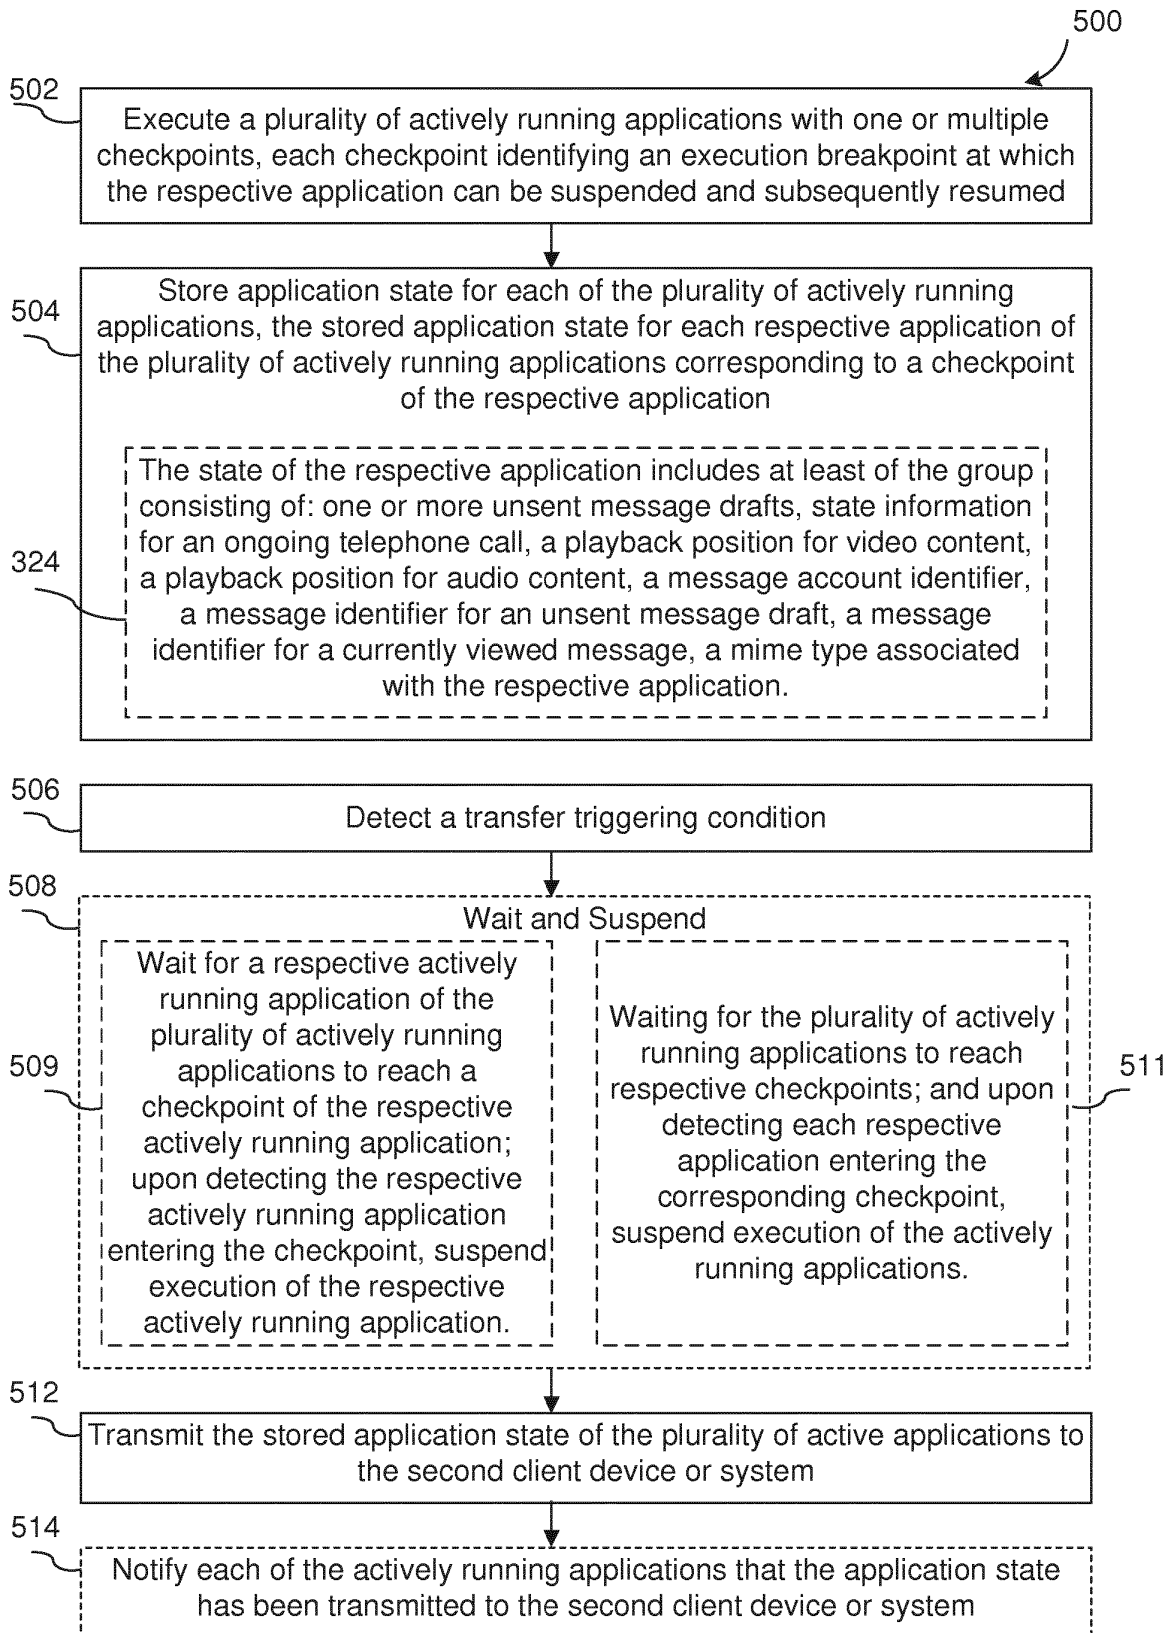 500
502
Execute a plurality of actively running applications with one or multiple
checkpoints, each checkpoint identifying an execution breakpoint at which
the respective application can be suspended and subsequently resumed
504
Store application state for each of the plurality of actively running
applications, the stored application state for each respective application of
the plurality of actively running applications corresponding to a checkpoint
of the respective application
324
The state of the respective application includes at least of the group
consisting of: one or more unsent message drafts, state information
for an ongoing telephone call, a playback position for video content,
a playback position for audio content, a message account identifier,
a message identifier for an unsent message draft, a message
identifier for a currently viewed message, a mime type associated
with the respective application.
506
Detect a transfer triggering condition
508
Wait and Suspend
509
Wait for a respective actively
running application of the
plurality of actively running
applications to reach a
checkpoint of the respective
actively running application;
upon detecting the respective
actively running application
entering the checkpoint, suspend
execution of the respective
actively running application.
511
Waiting for the plurality of actively
running applications to reach
respective checkpoints; and upon
detecting each respective
application entering the
corresponding checkpoint,
suspend execution of the actively
running applications.
512
Transmit the stored application state of the plurality of active applications to
the second client device or system
514
Notify each of the actively running applications that the application state
has been transmitted to the second client device or system